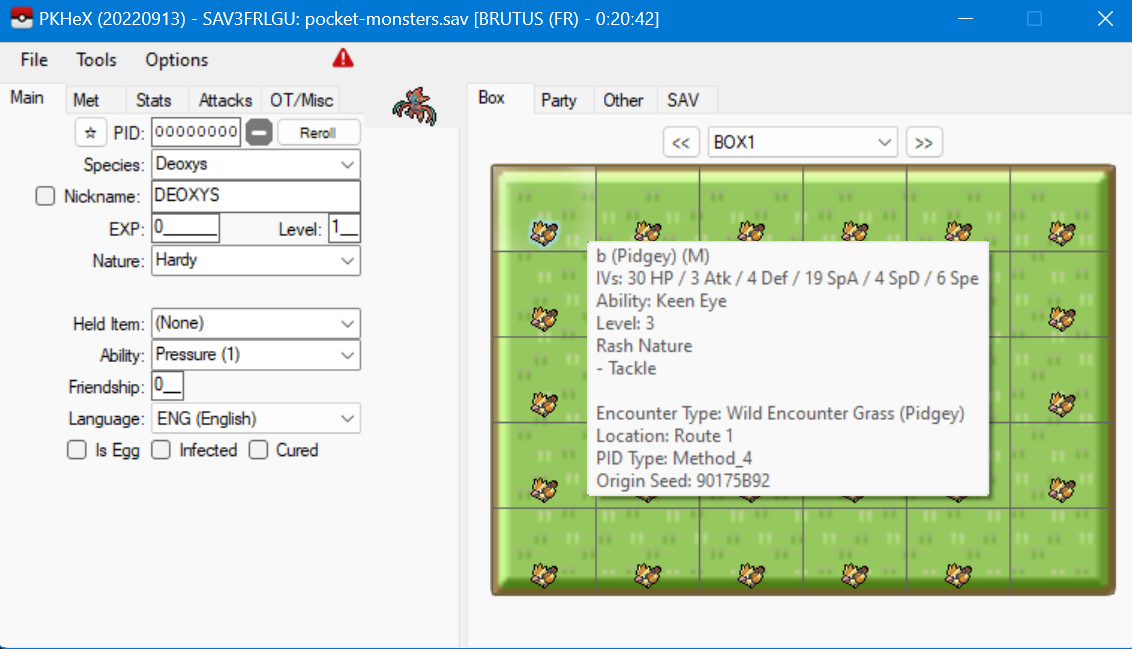 PKHeX (20220913) - SAV3FRLGU: pocket-monsters.sav [BRUTUS (FR) - 0:20:42]
File Tools Options
Main Met Stats Attacks OT/Misc
PID: 00000000 Reroll
Species: Deoxys
Nickname: DEOXYS
EXP: 0______ Level: 1__
Nature: Hardy
Held Item: (None)
Ability: Pressure (1)
Friendship: 0__
Language: ENG (English)
Is Egg Infected Cured
Box Party Other SAV
<< BOX1 >>
b (Pidgey) (M)
IVs: 30 HP / 3 Atk / 4 Def / 19 SpA / 4 SpD / 6 Spe
Ability: Keen Eye
Level: 3
Rash Nature
- Tackle
Encounter Type: Wild Encounter Grass (Pidgey)
Location: Route 1
PID Type: Method_4
Origin Seed: 90175B92